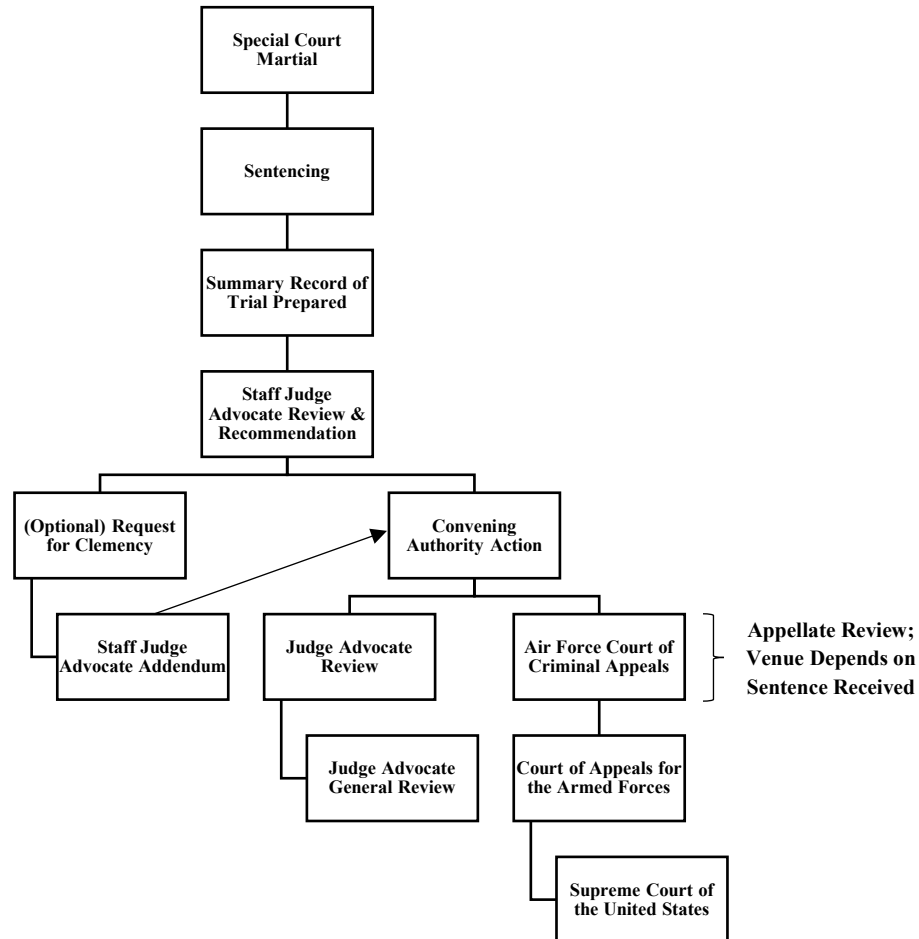 Special Court
Martial
Sentencing
Summary Record of
Trial Prepared
Staff Judge
Advocate Review &
Recommendation
(Optional) Request
for Clemency
Convening
Authority Action
Staff Judge
Advocate Addendum
Judge Advocate
Review
Air Force Court of
Criminal Appeals
Appellate Review;
Venue Depends on
Sentence Received
Judge Advocate
General Review
Court of Appeals for
the Armed Forces
Supreme Court of
the United States